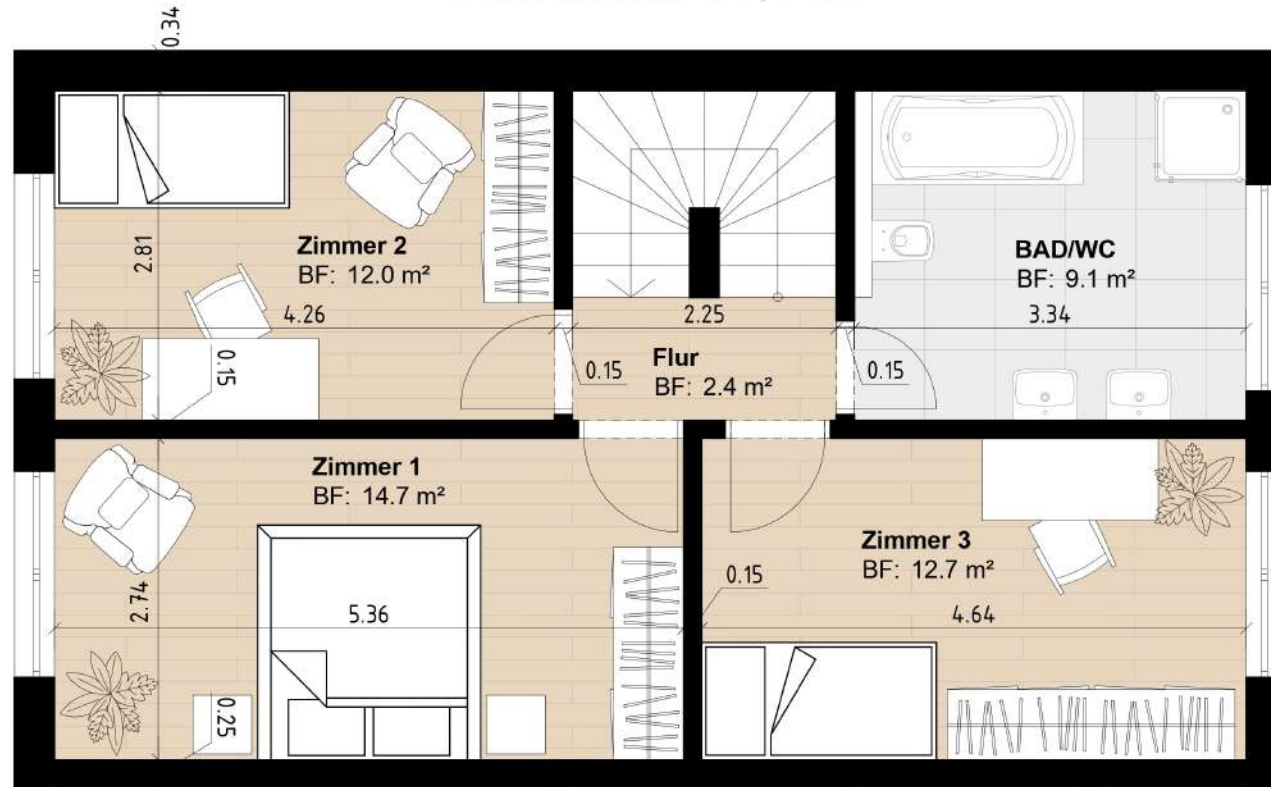 0.34
Zimmer 2
BF: 12.0 m²
2.81
4.26
0.15
2.25
Flur
BF: 2.4 m²
0.15
0.15
BAD/WC
BF: 9.1 m²
3.34
Zimmer 1
BF: 14.7 m²
2.74
5.36
0.25
0.15
Zimmer 3
BF: 12.7 m²
4.64